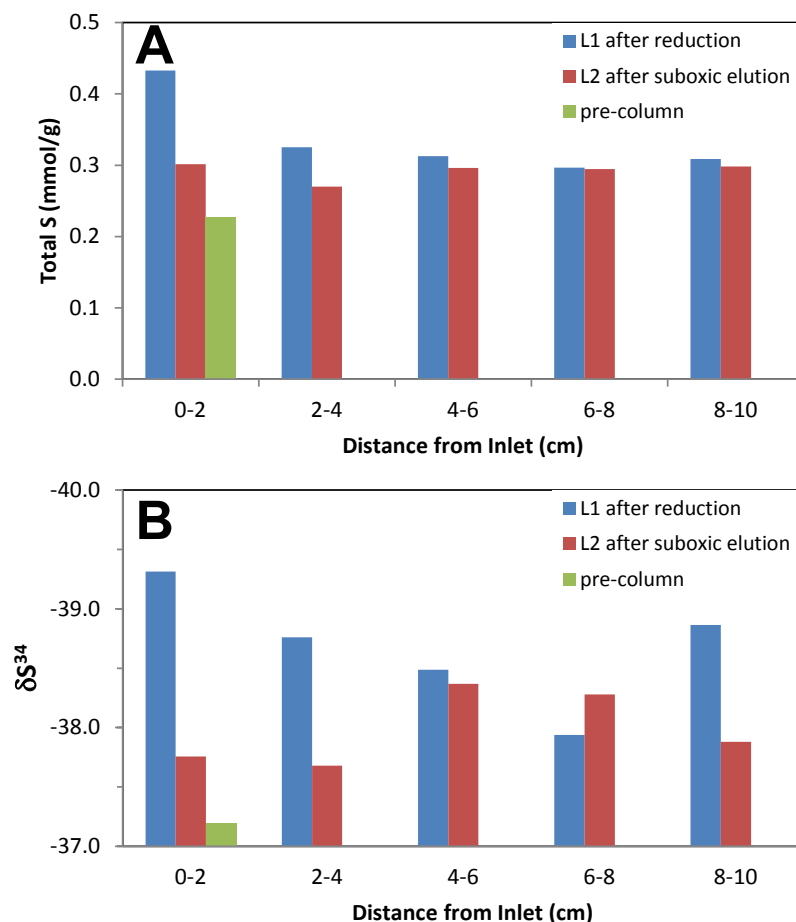 A
0.5
0.4
0.3
0.2
0.1
0.0
Total S (mmol/g)
L1 after reduction
L2 after suboxic elution
pre-column
0-2 2-4 4-6 6-8 8-10
Distance from Inlet (cm)
B
-40.0
-39.0
-38.0
-37.0
δS³⁴
L1 after reduction
L2 after suboxic elution
pre-column
0-2 2-4 4-6 6-8 8-10
Distance from Inlet (cm)